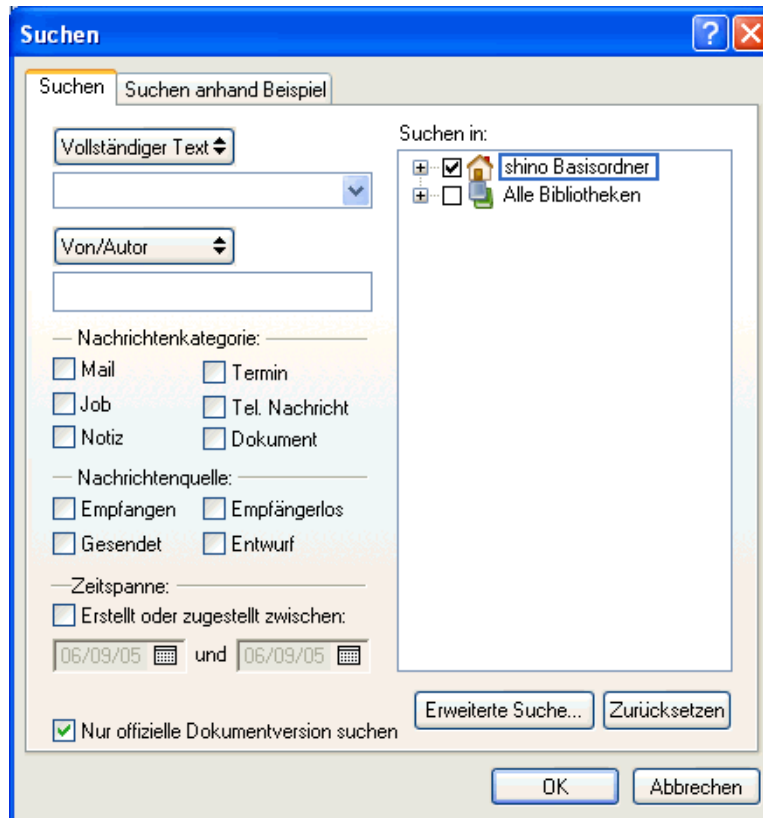 Suchen
Suchen
Suchen anhand Beispiel
Vollständiger Text
Von/Autor
Nachrichtenkategorie:
Mail
Termin
Job
Tel. Nachricht
Notiz
Dokument
Nachrichtenquelle:
Empfangen
Empfängerlos
Gesendet
Entwurf
Zeitspanne:
Erstellt oder zugestellt zwischen:
06/09/05 und 06/09/05
Nur offizielle Dokumentversion suchen
Suchen in:
shino Basisordner
Alle Bibliotheken
Erweiterte Suche...
Zurücksetzen
OK
Abbrechen